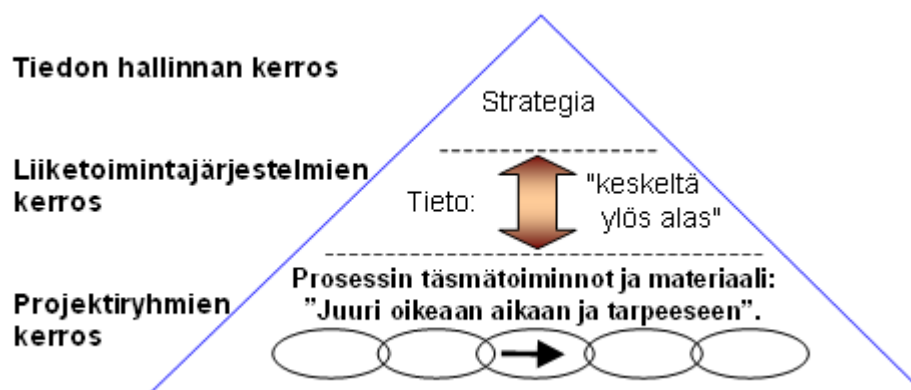 Tiedon hallinnan kerros
Strategia
Liiketoimintajärjestelmien
kerros
Tieto:
"keskeltä
ylös alas"
Projektiryhmien
kerros
Prosessin täsmätoiminnot ja materiaali:
”Juuri oikeaan aikaan ja tarpeeseen”.